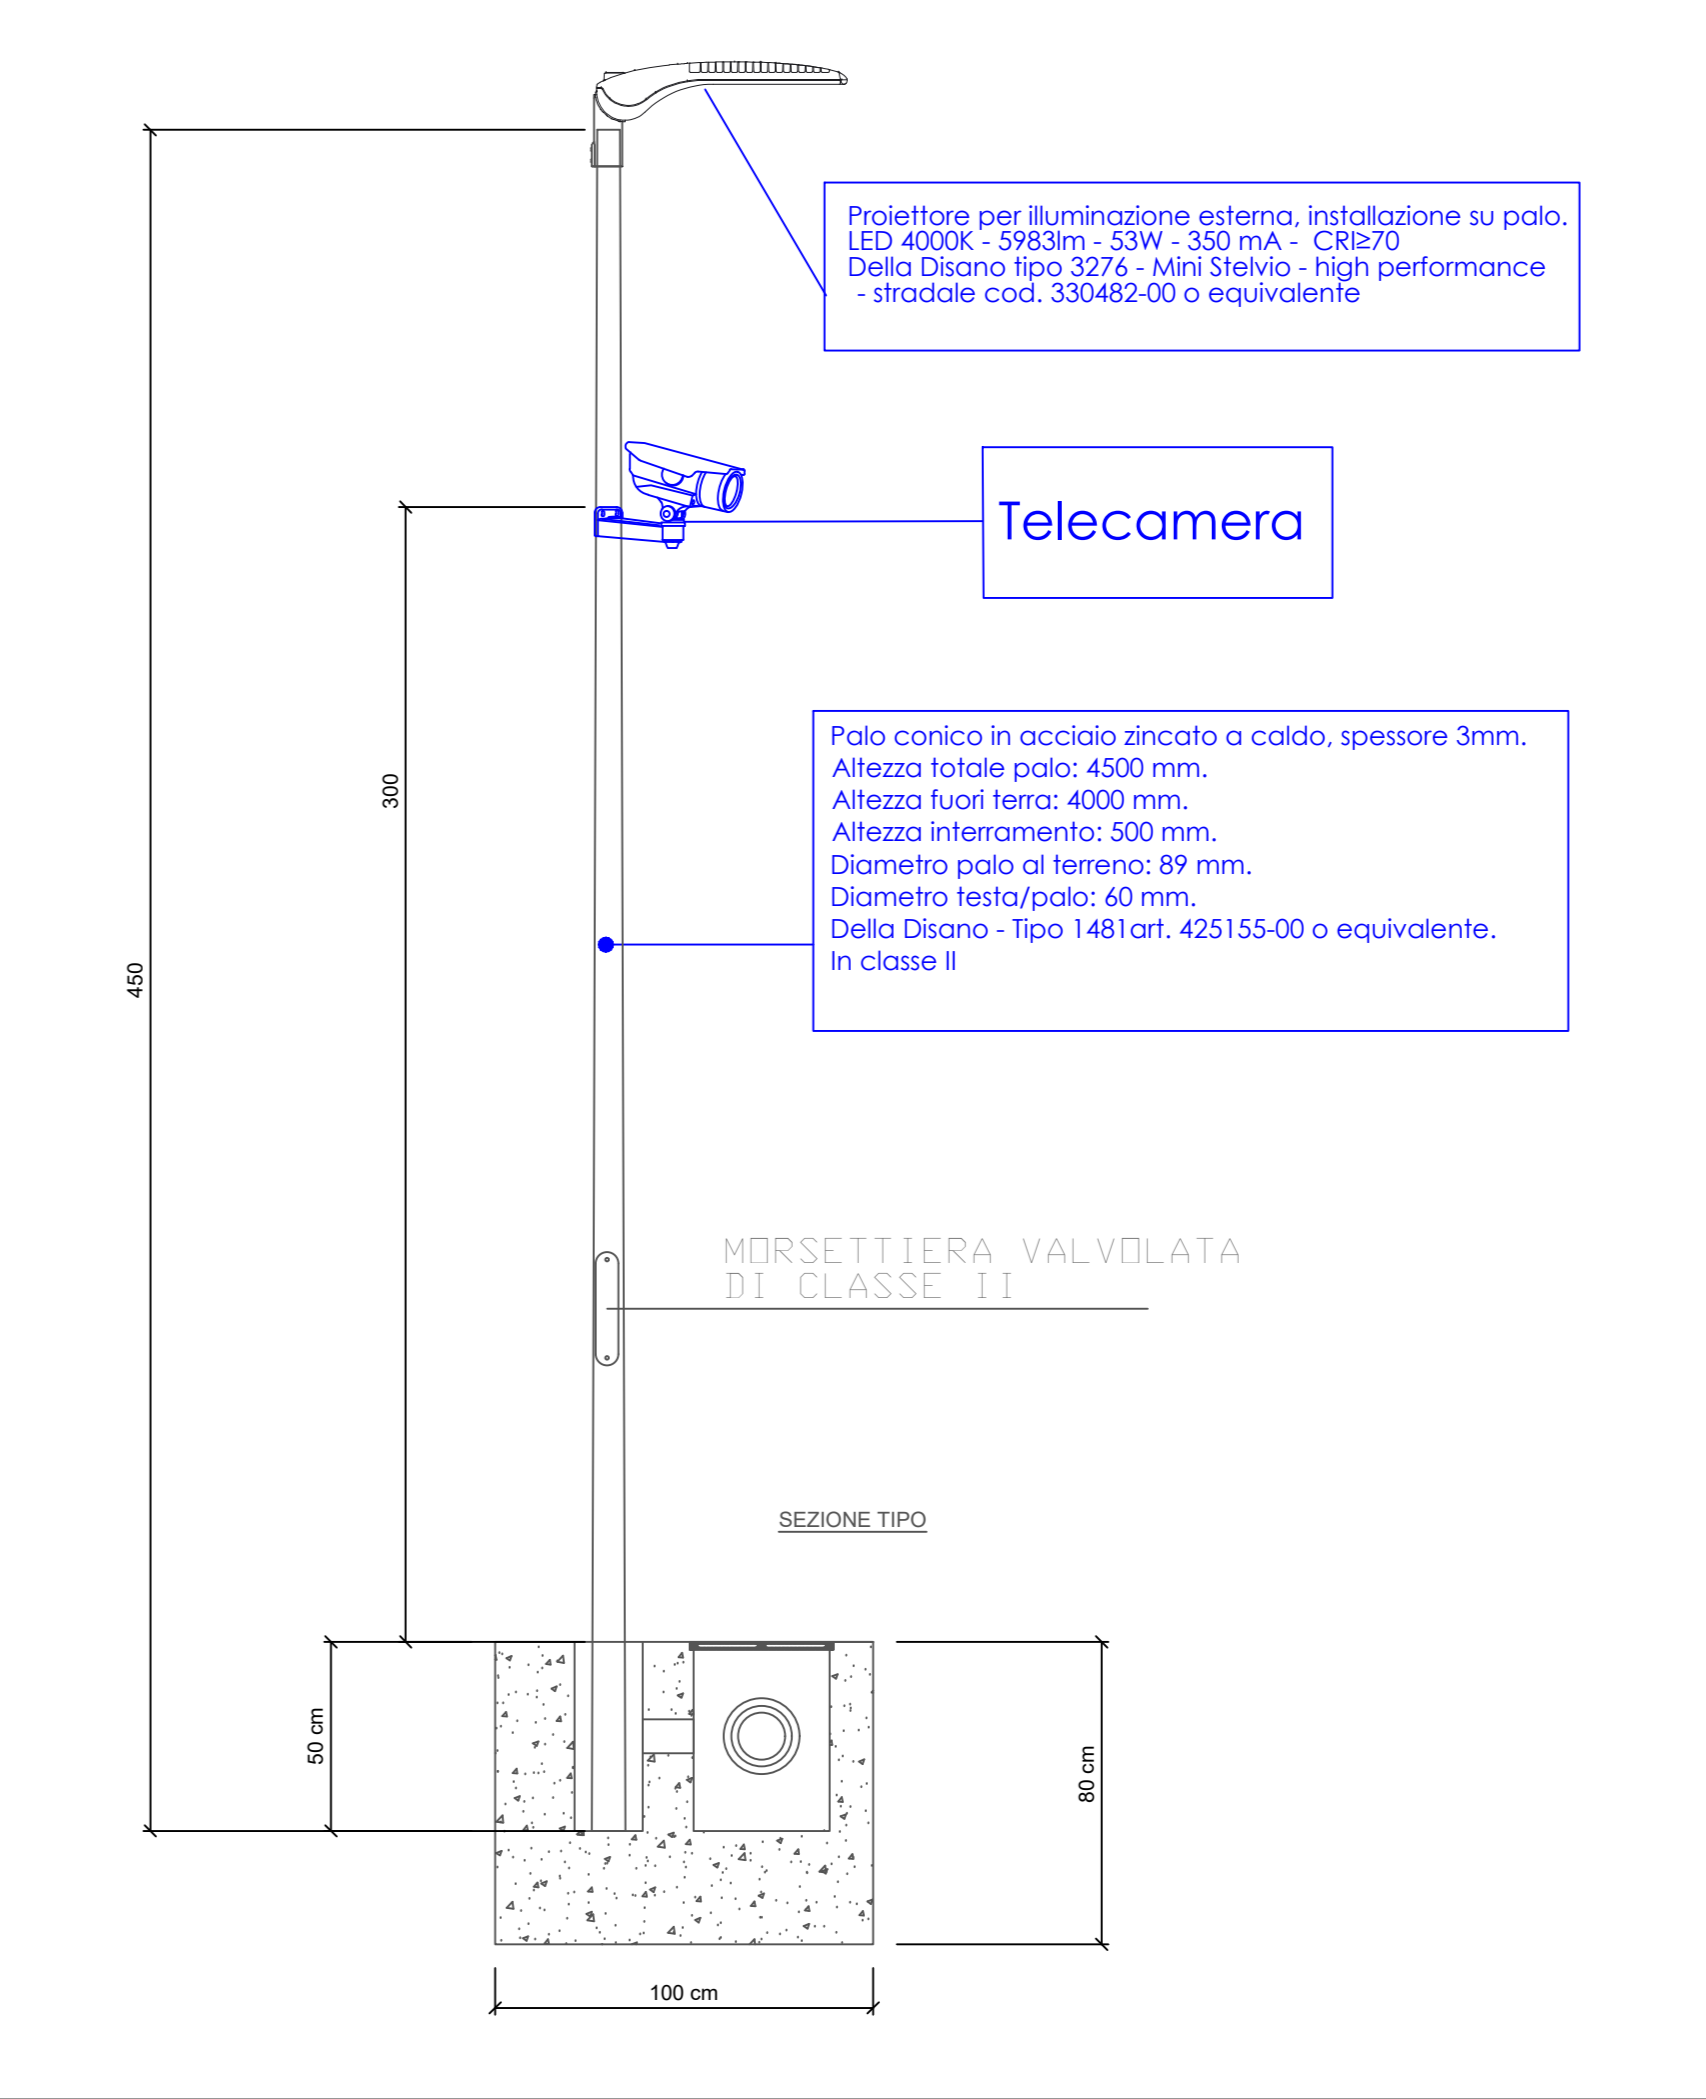 Proiettore per illuminazione esterna, installazione su palo.
LED 4000K - 5983lm - 53W - 350 mA - CRI≥70
Della Disano tipo 3276 - Mini Stelvio - high performance
- stradale cod. 330482-00 o equivalente
Telecamera
300
Palo conico in acciaio zincato a caldo, spessore 3mm.
Altezza totale palo: 4500 mm.
Altezza fuori terra: 4000 mm.
Altezza interramento: 500 mm.
Diametro palo al terreno: 89 mm.
Diametro testa/palo: 60 mm.
Della Disano - Tipo 1481art. 425155-00 o equivalente.
In classe II
450
MORSETTIERA VALVOLATA
DI CLASSE II
SEZIONE TIPO
50 cm
80 cm
100 cm